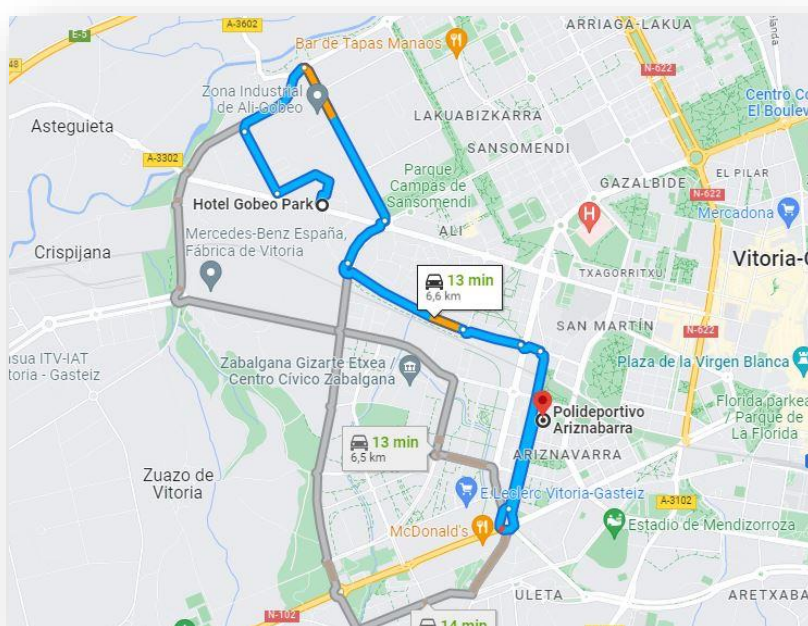 A-3602
ARRIAGA-LAKUA
E-5
Bar de Tapas Manaos
N-622
48
Zona Industrial
de Ali-Gobeo
Centro Co
El Boulev
LAKUABIZKARRA
Asteguieta
SANSOMENDI
A-3302
Parque
Campas de
Sansomendi
EL PILAR
GAZALBIDE
N-622
Hotel Gobeo Park
H
Mercadona
Mercedes-Benz España,
Fábrica de Vitoria
ALI
Crispijana
TXAGORRITXU
Vitoria-G
13 min
6,6 km
SAN MARTÍN
N-622
asua ITV-IAT
toria - Gasteiz
Zabalgana Gizarte Etxea /
Centro Cívico Zabalgana
Plaza de la Virgen Blanca
Florida parkea
/ Parque de
La Florida
Polideportivo
Ariznabarra
13 min
6,5 km
ARIZNAVARRA
Zuazo de
Vitoria
E.Leclerc Vitoria-Gasteiz
A-3102
McDonald's
Estadio de Mendizorroza
ULETA
ARETXAB
N-102
14 min